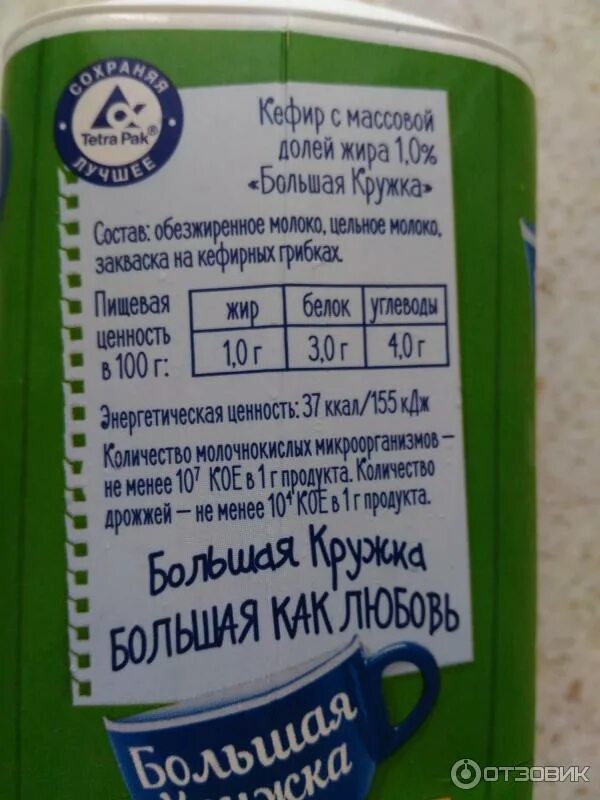 СОХРАНЯЯ
Tetra Pak®
ЛУЧШЕЕ
Кефир с массовой
долей жира 1,0%
«Большая Кружка»
Состав: обезжиренное молоко, цельное молоко,
закваска на кефирных грибках.
Пищевая
ценность
в 100 г:
жир белок углеводы
1,0 г 3,0 г 4,0 г
Энергетическая ценность: 37 ккал/155 кДж
Количество молочнокислых микроорганизмов –
не менее 10⁷ КОЕ в 1 г продукта. Количество
дрожжей – не менее 10⁴ КОЕ в 1 г продукта.
Большая Кружка
БОЛЬШАЯ КАК ЛЮБОВЬ
Большая
Кружка
ОТЗОВИК